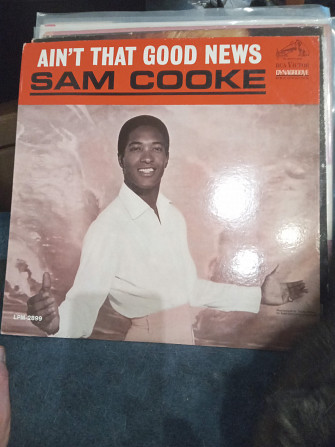 AIN'T THAT GOOD NEWS
SAM COOKE
RCA VICTOR
DYNAGROOVE
LPM-2899